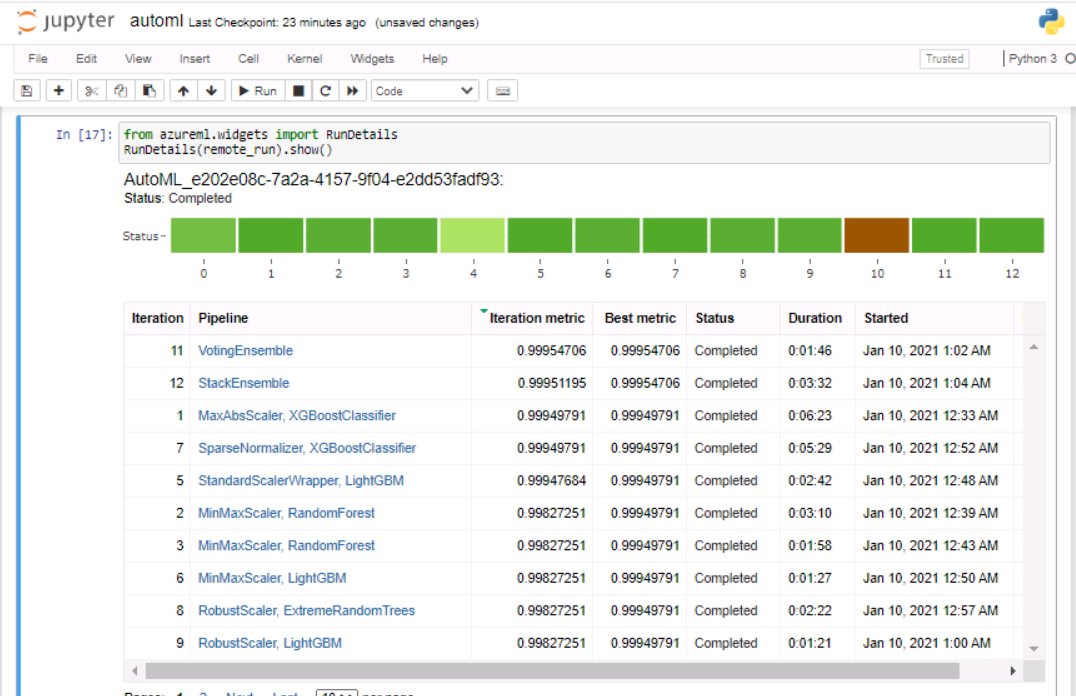 jupyter automl Last Checkpoint: 23 minutes ago (unsaved changes)
File Edit View Insert Cell Kernel Widgets Help Trusted Python 3
Run Code
In [17]: from azureml.widgets import RunDetails
RunDetails(remote_run).show()
AutoML_e202e08c-7a2a-4157-9f04-e2dd53fadf93:
Status: Completed
Status
0 1 2 3 4 5 6 7 8 9 10 11 12
Iteration Pipeline Iteration metric Best metric Status Duration Started
11 VotingEnsemble 0.99954706 0.99954706 Completed 0:01:46 Jan 10, 2021 1:02 AM
12 StackEnsemble 0.99951195 0.99954706 Completed 0:03:32 Jan 10, 2021 1:04 AM
1 MaxAbsScaler, XGBoostClassifier 0.99949791 0.99949791 Completed 0:06:23 Jan 10, 2021 12:33 AM
7 SparseNormalizer, XGBoostClassifier 0.99949791 0.99949791 Completed 0:05:29 Jan 10, 2021 12:52 AM
5 StandardScalerWrapper, LightGBM 0.99947684 0.99949791 Completed 0:02:42 Jan 10, 2021 12:48 AM
2 MinMaxScaler, RandomForest 0.99827251 0.99949791 Completed 0:03:10 Jan 10, 2021 12:39 AM
3 MinMaxScaler, RandomForest 0.99827251 0.99949791 Completed 0:01:58 Jan 10, 2021 12:43 AM
6 MinMaxScaler, LightGBM 0.99827251 0.99949791 Completed 0:01:27 Jan 10, 2021 12:50 AM
8 RobustScaler, ExtremeRandomTrees 0.99827251 0.99949791 Completed 0:02:22 Jan 10, 2021 12:57 AM
9 RobustScaler, LightGBM 0.99827251 0.99949791 Completed 0:01:21 Jan 10, 2021 1:00 AM
Pages: 1 2 Next Last 10 per page